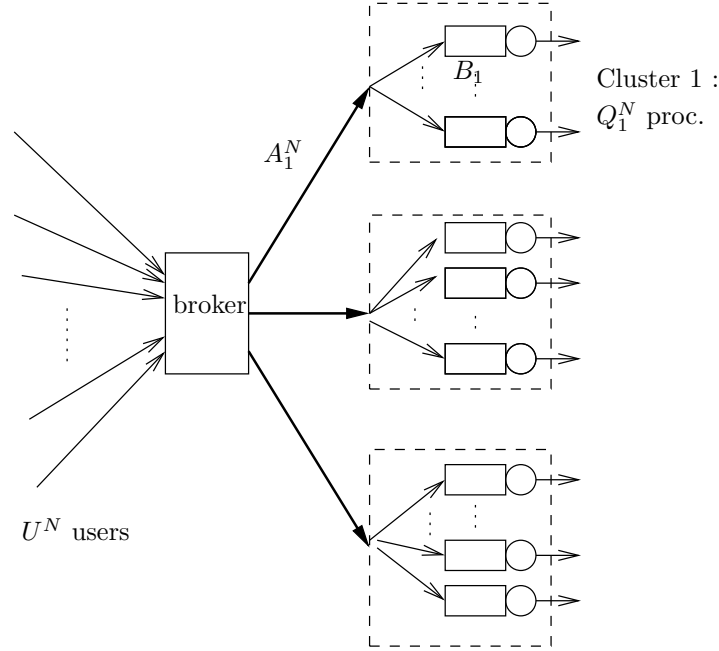 B_1
Cluster 1 :
Q_1^N proc.
A_1^N
broker
U^N users